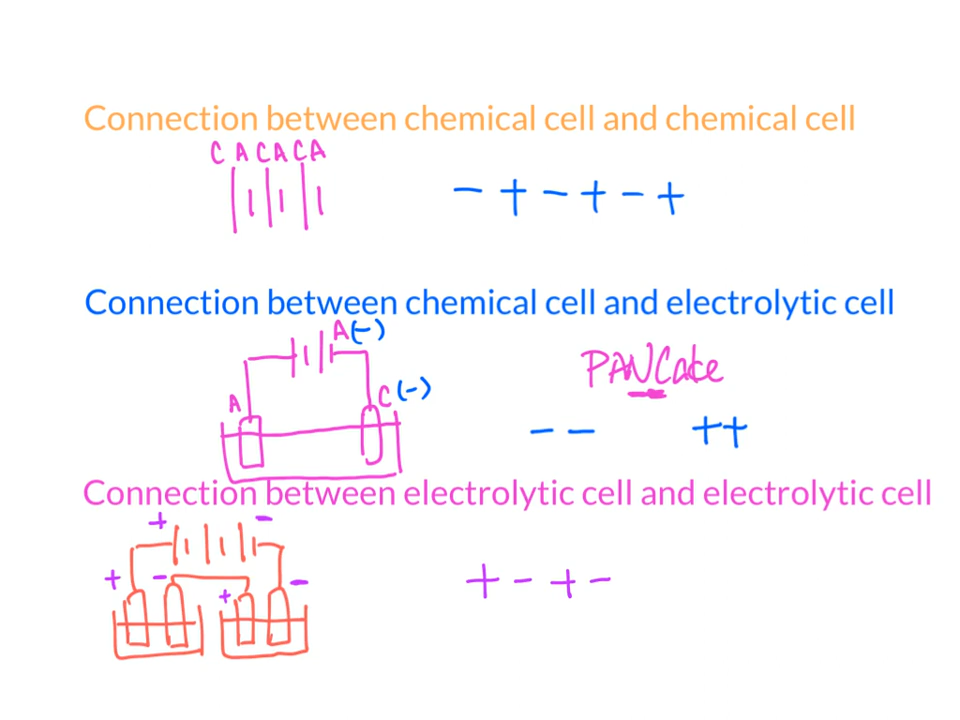 Connection between chemical cell and chemical cell
C A C A C A
− + − + − +
Connection between chemical cell and electrolytic cell
A(−)
PANCake
A C (−)
− − ++
Connection between electrolytic cell and electrolytic cell
+ −
+ − + −
+ − + −